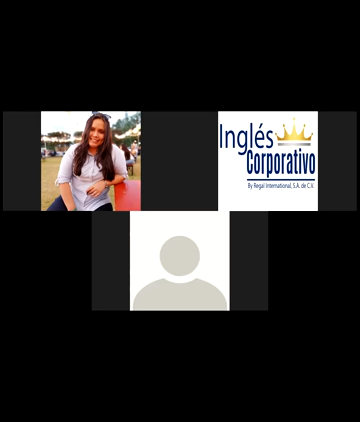 Inglés
Corporativo
By Regal International, S.A. de C.V.